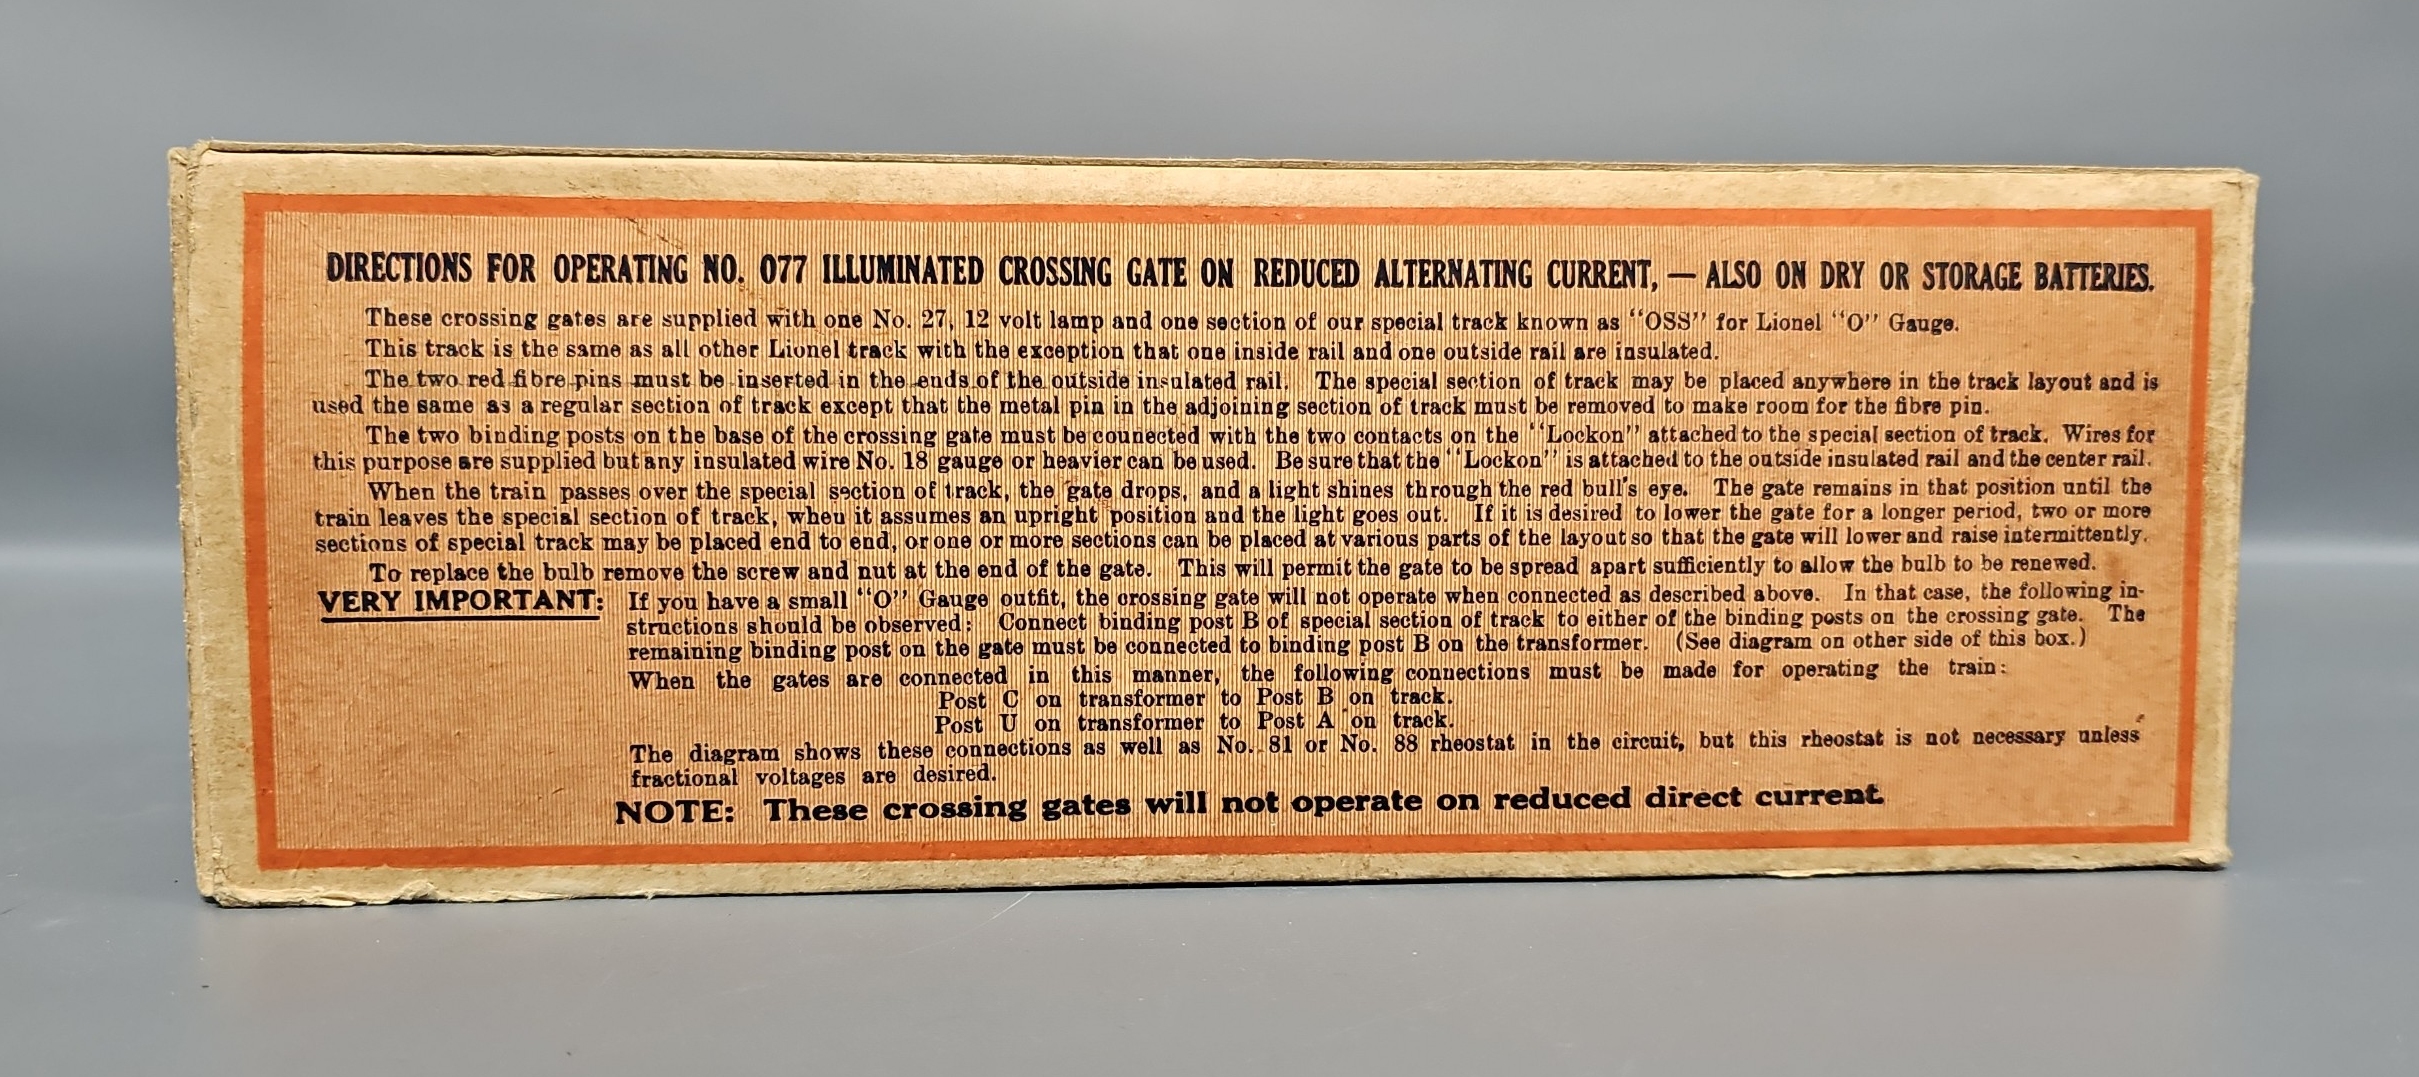 DIRECTIONS FOR OPERATING NO. 077 ILLUMINATED CROSSING GATE ON REDUCED ALTERNATING CURRENT, — ALSO ON DRY OR STORAGE BATTERIES.
These crossing gates are supplied with one No. 27, 12 volt lamp and one section of our special track known as "OSS" for Lionel "O" Gauge.
This track is the same as all other Lionel track with the exception that one inside rail and one outside rail are insulated.
The two red fibre pins must be inserted in the ends of the outside insulated rail. The special section of track may be placed anywhere in the track layout and is
used the same as a regular section of track except that the metal pin in the adjoining section of track must be removed to make room for the fibre pin.
The two binding posts on the base of the crossing gate must be counected with the two contacts on the "Lockon" attached to the special section of track. Wires for
this purpose are supplied but any insulated wire No. 18 gauge or heavier can be used. Be sure that the "Lockon" is attached to the outside insulated rail and the center rail.
When the train passes over the special section of track, the gate drops, and a light shines through the red bull's eye. The gate remains in that position until the
train leaves the special section of track, wheu it assumes an upright position and the light goes out. If it is desired to lower the gate for a longer period, two or more
sections of special track may be placed end to end, or one or more sections can be placed at various parts of the layout so that the gate will lower and raise intermittently.
To replace the bulb remove the screw and nut at the end of the gate. This will permit the gate to be spread apart sufficiently to allow the bulb to be renewed.
VERY IMPORTANT: If you have a small "O" Gauge outfit, the crossing gate will not operate when connected as described above. In that case, the following in-
structions should be observed: Connect binding post B of special section of track to either of the binding posts on the crossing gate. The
remaining binding post on the gate must be connected to binding post B on the transformer. (See diagram on other side of this box.)
When the gates are connected in this manner, the following connections must be made for operating the train:
Post C on transformer to Post B on track.
Post U on transformer to Post A on track.
The diagram shows these connections as well as No. 81 or No. 88 rheostat in the circuit, but this rheostat is not necessary unless
fractional voltages are desired.
NOTE: These crossing gates will not operate on reduced direct current.